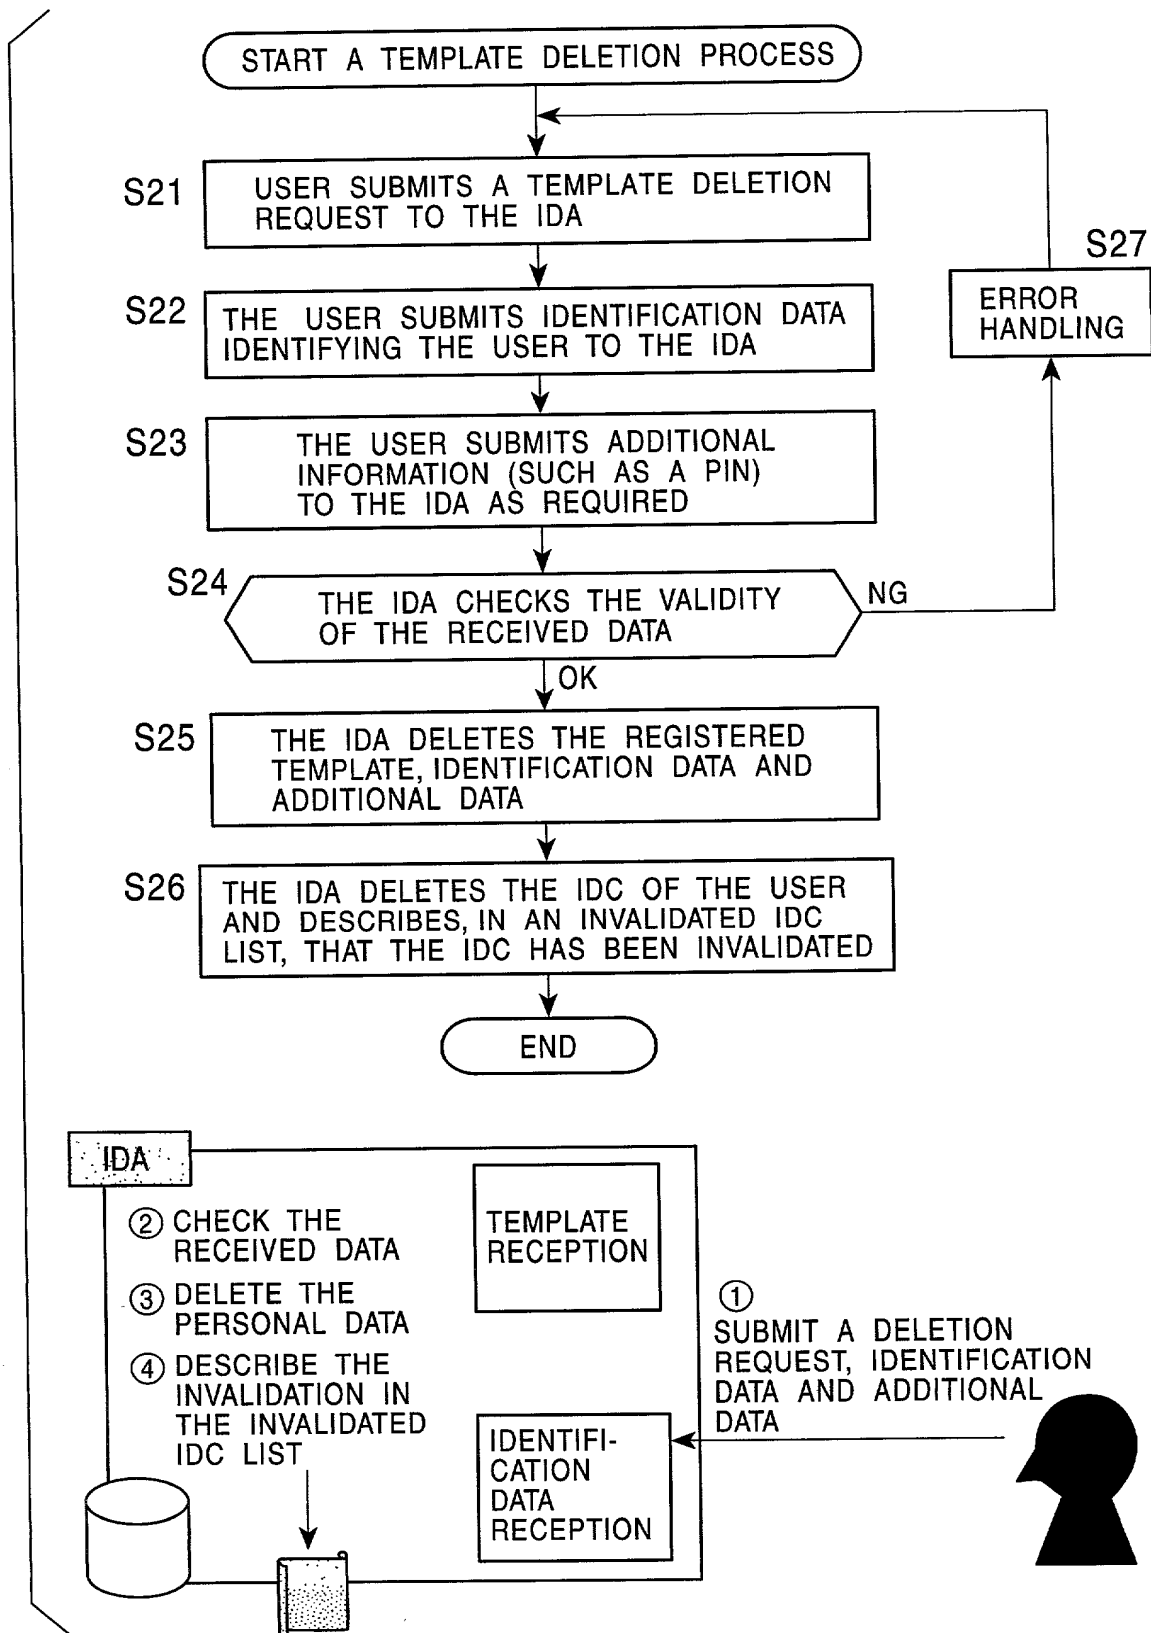 START A TEMPLATE DELETION PROCESS
S21
USER SUBMITS A TEMPLATE DELETION
REQUEST TO THE IDA
S27
ERROR
HANDLING
S22
THE USER SUBMITS IDENTIFICATION DATA
IDENTIFYING THE USER TO THE IDA
S23
THE USER SUBMITS ADDITIONAL
INFORMATION (SUCH AS A PIN)
TO THE IDA AS REQUIRED
S24
THE IDA CHECKS THE VALIDITY
OF THE RECEIVED DATA
NG
OK
S25
THE IDA DELETES THE REGISTERED
TEMPLATE, IDENTIFICATION DATA AND
ADDITIONAL DATA
S26
THE IDA DELETES THE IDC OF THE USER
AND DESCRIBES, IN AN INVALIDATED IDC
LIST, THAT THE IDC HAS BEEN INVALIDATED
END
IDA
② CHECK THE
RECEIVED DATA
③ DELETE THE
PERSONAL DATA
④ DESCRIBE THE
INVALIDATION IN
THE INVALIDATED
IDC LIST
TEMPLATE
RECEPTION
①
SUBMIT A DELETION
REQUEST, IDENTIFICATION
DATA AND ADDITIONAL
DATA
IDENTIFI-
CATION
DATA
RECEPTION